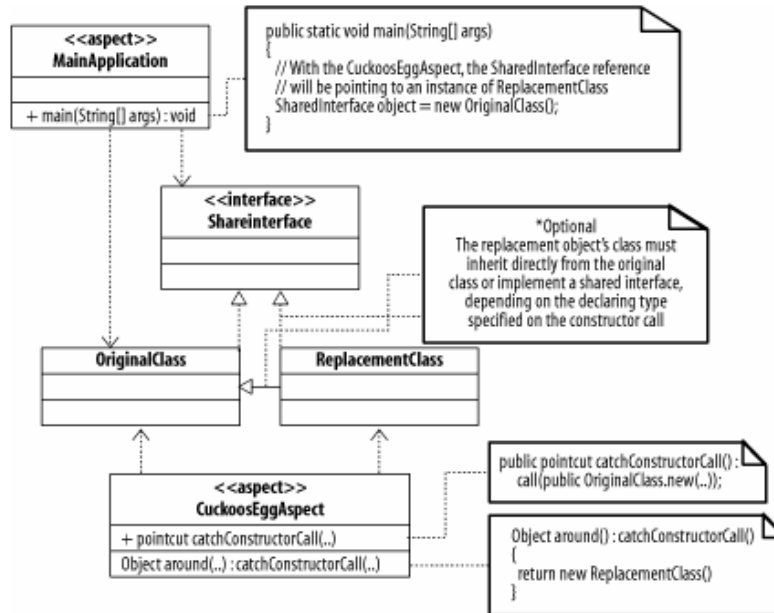 <<aspect>>
MainApplication
+ main(String[] args) : void
public static void main(String[] args)
{
// With the CuckoosEggAspect, the SharedInterface reference
// will be pointing to an instance of ReplacementClass
SharedInterface object = new OriginalClass();
}
<<interface>>
Shareinterface
*Optional
The replacement object's class must
inherit directly from the original
class or implement a shared interface,
depending on the declaring type
specified on the constructor call
OriginalClass
ReplacementClass
<<aspect>>
CuckoosEggAspect
+ pointcut catchConstructorCall(..)
Object around(..) : catchConstructorCall(..)
public pointcut catchConstructorCall() :
call(public OriginalClass.new(..));
Object around() : catchConstructorCall()
{
return new ReplacementClass()
}